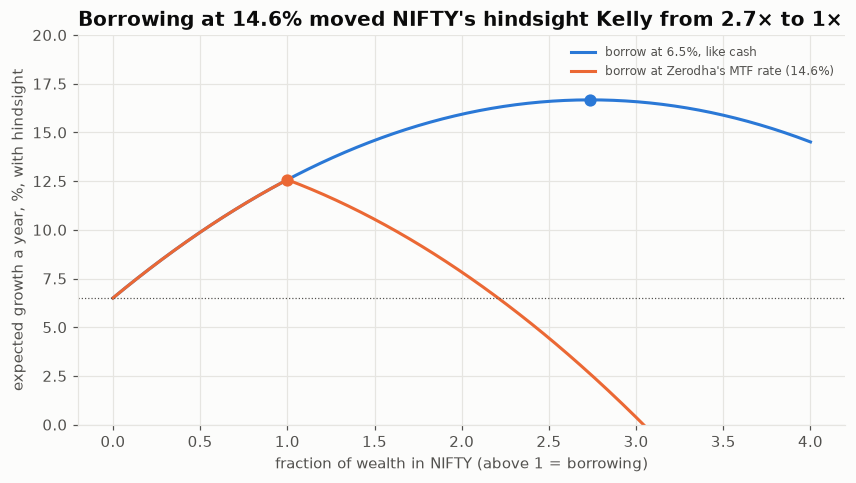 Borrowing at 14.6% moved NIFTY's hindsight Kelly from 2.7× to 1×
borrow at 6.5%, like cash
borrow at Zerodha's MTF rate (14.6%)
expected growth a year, %, with hindsight
20.0
17.5
15.0
12.5
10.0
7.5
5.0
2.5
0.0
0.0 0.5 1.0 1.5 2.0 2.5 3.0 3.5 4.0
fraction of wealth in NIFTY (above 1 = borrowing)